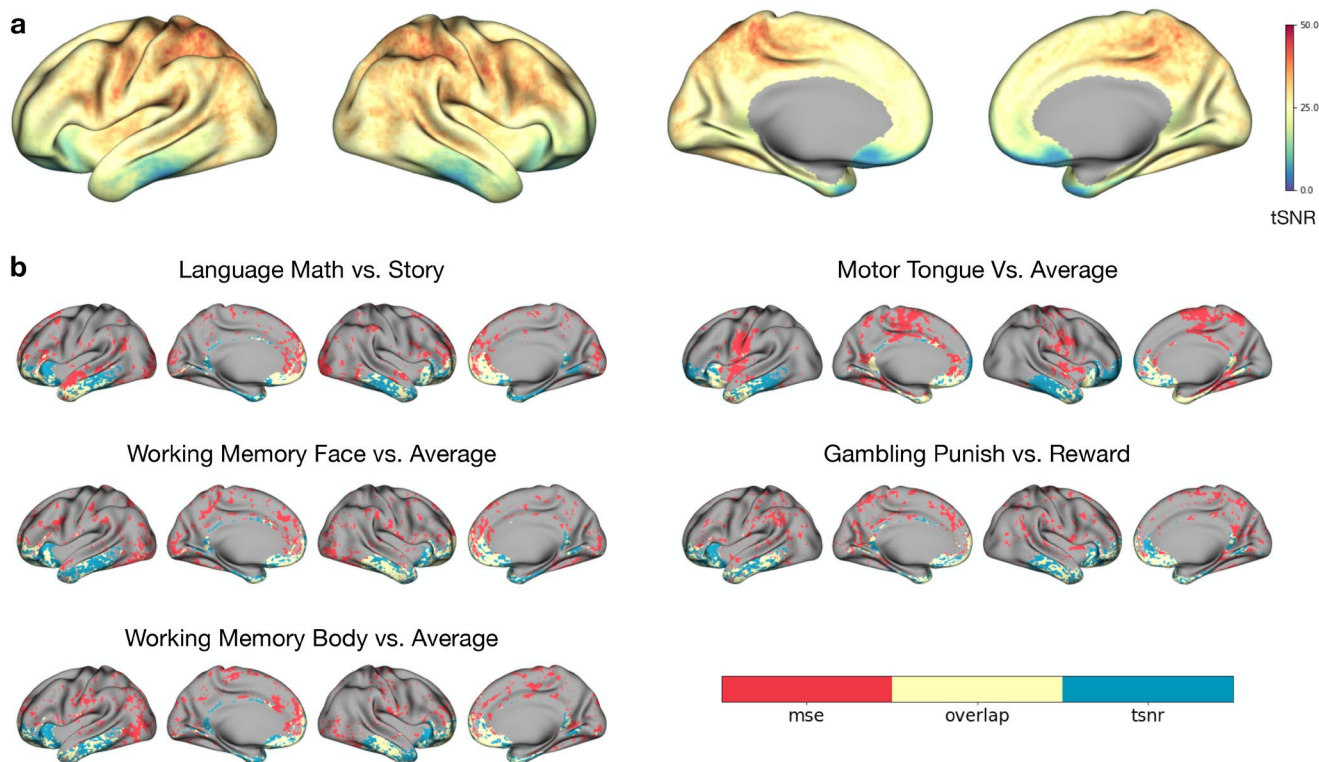 a
50.0
25.0
0.0
tSNR
b
Language Math vs. Story
Motor Tongue Vs. Average
Working Memory Face vs. Average
Gambling Punish vs. Reward
Working Memory Body vs. Average
mse overlap tsnr